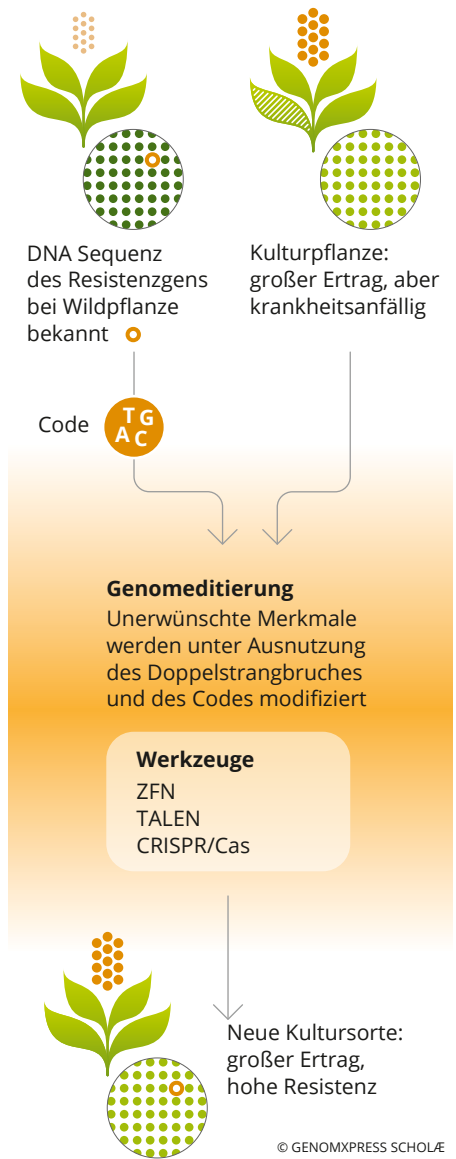 DNA Sequenz
des Resistenzgens
bei Wildpflanze
bekannt
Kulturpflanze:
großer Ertrag, aber
krankheitsanfällig
Code
T G
A C
Genomeditierung
Unerwünschte Merkmale
werden unter Ausnutzung
des Doppelstrangbruches
und des Codes modifiziert
Werkzeuge
ZFN
TALEN
CRISPR/Cas
Neue Kultursorte:
großer Ertrag,
hohe Resistenz
© GENOMXPRESS SCHOLÆ